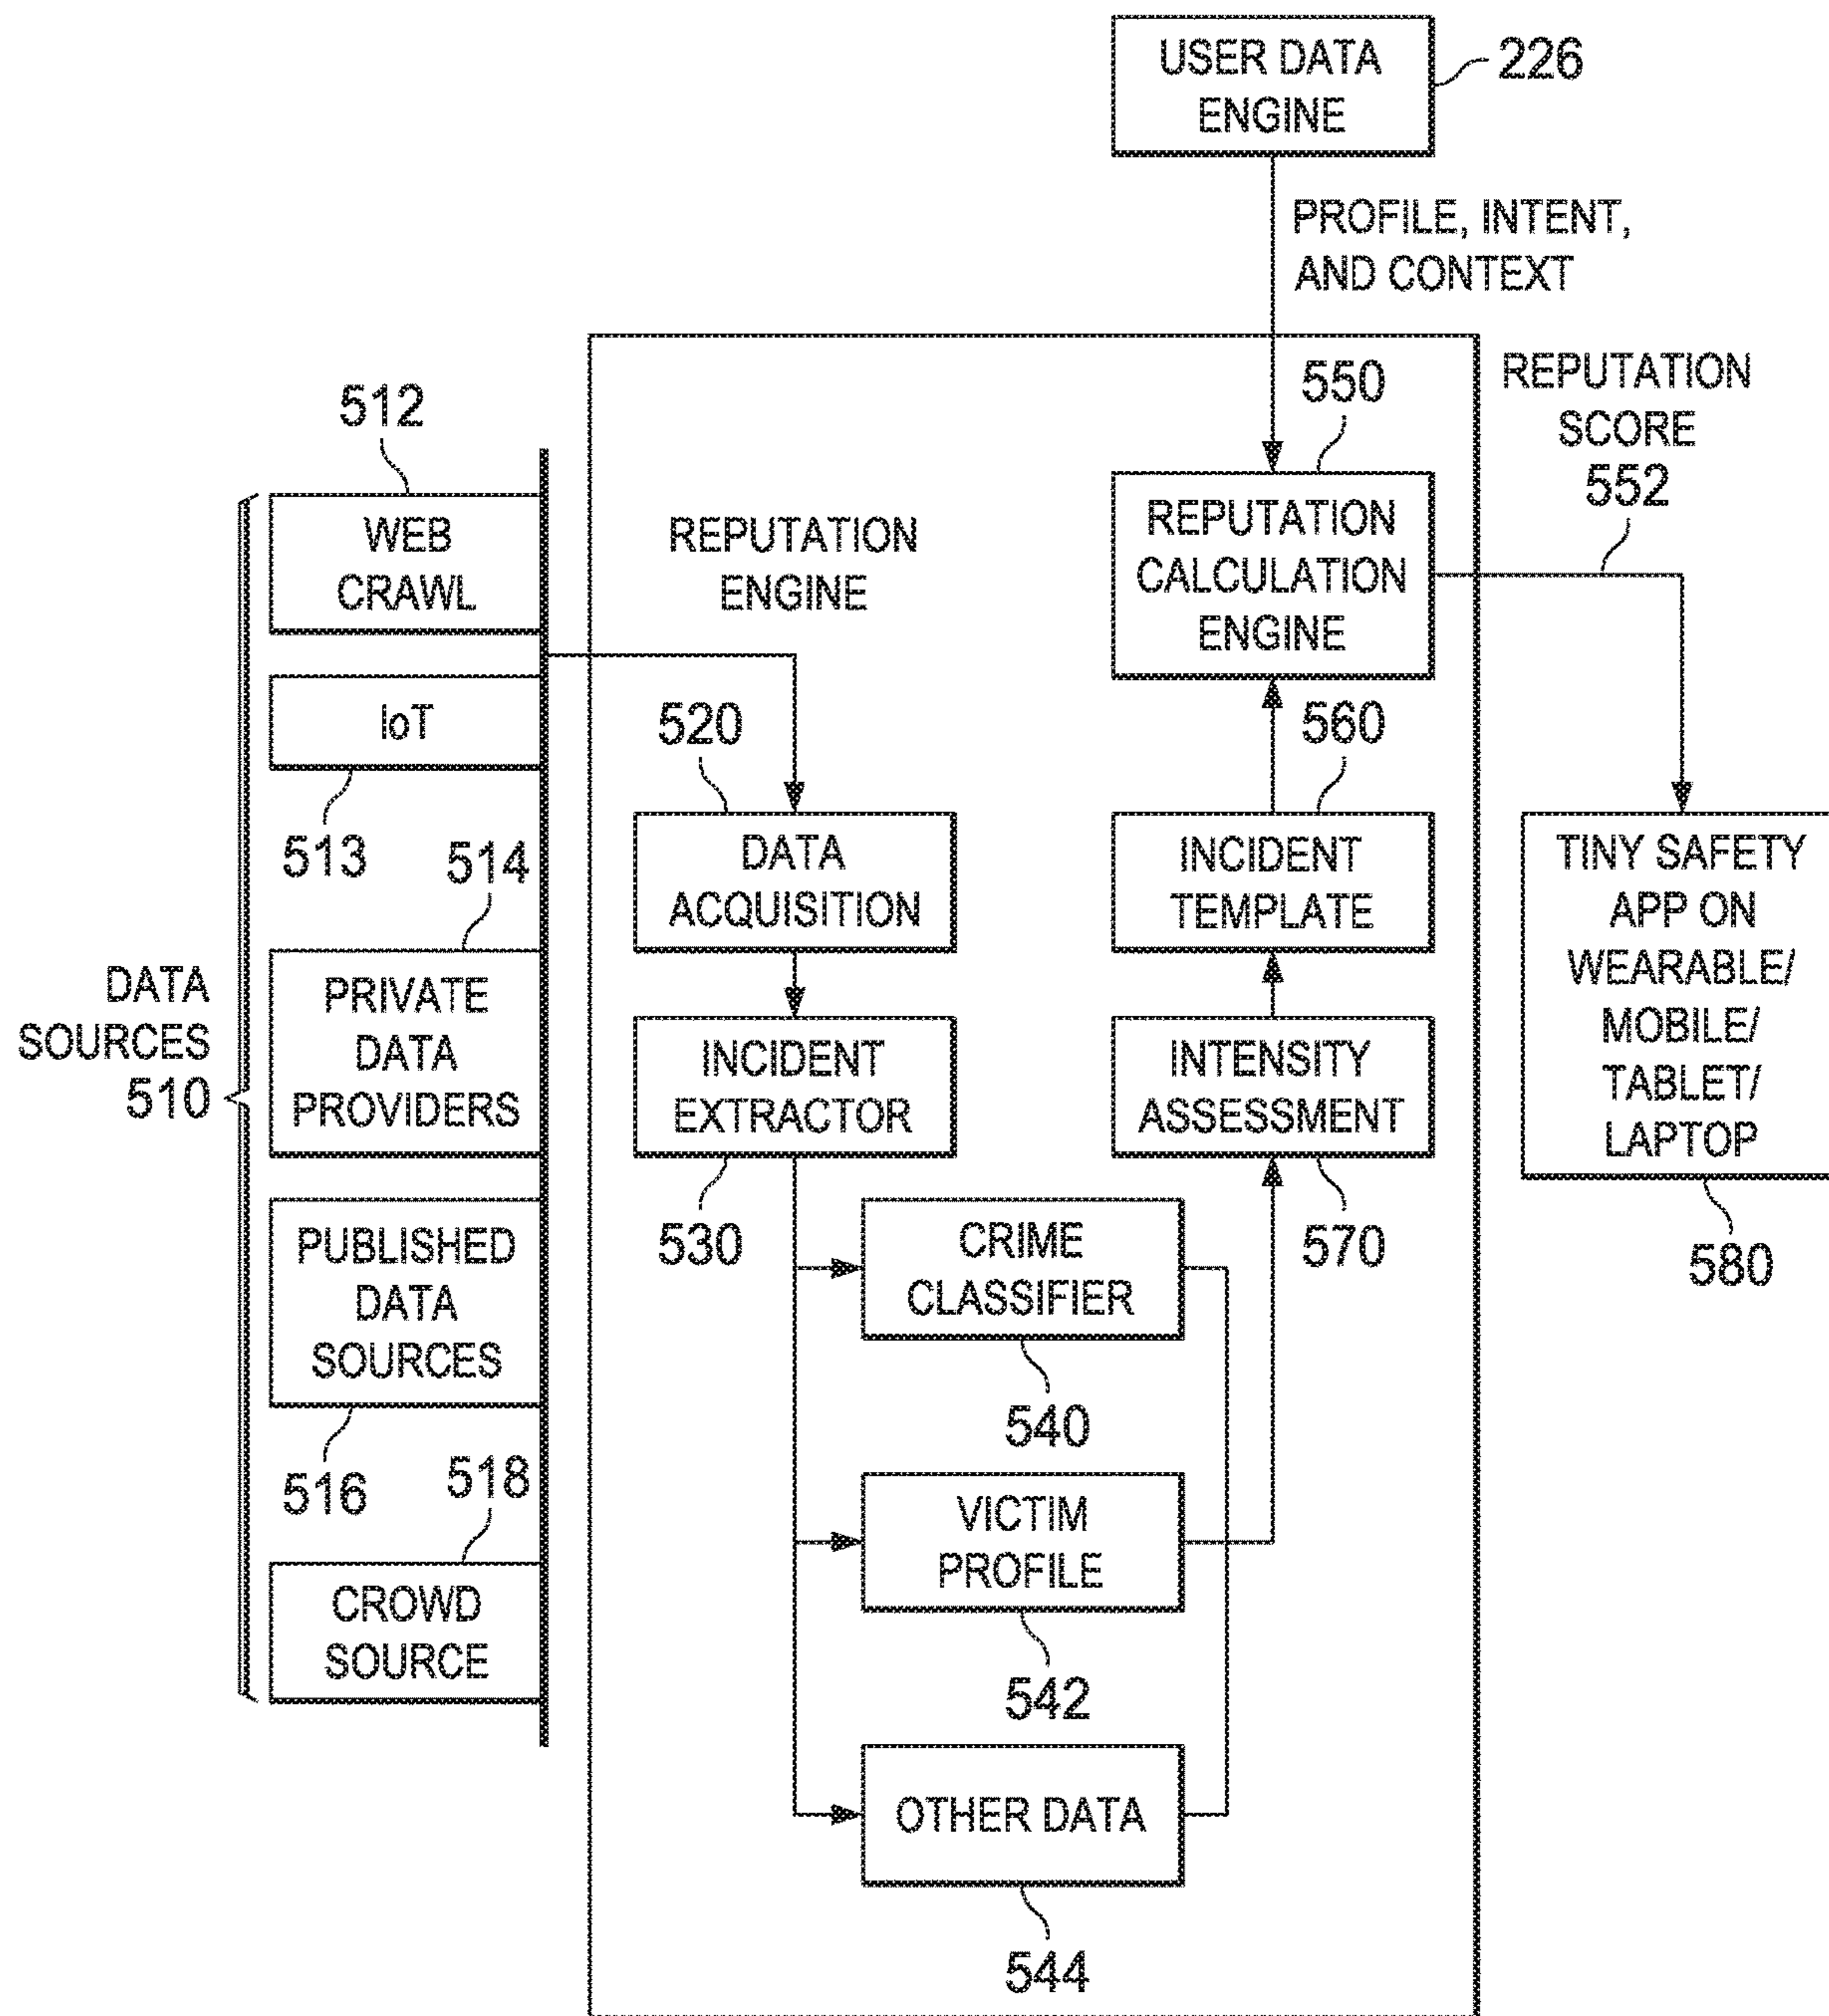 USER DATA
ENGINE
226
PROFILE, INTENT,
AND CONTEXT
DATA
SOURCES
510
512
WEB
CRAWL
IoT
513
514
PRIVATE
DATA
PROVIDERS
PUBLISHED
DATA
SOURCES
516
518
CROWD
SOURCE
REPUTATION
ENGINE
520
DATA
ACQUISITION
INCIDENT
EXTRACTOR
530
CRIME
CLASSIFIER
540
VICTIM
PROFILE
542
OTHER DATA
544
550
REPUTATION
CALCULATION
ENGINE
560
INCIDENT
TEMPLATE
INTENSITY
ASSESSMENT
570
REPUTATION
SCORE
552
TINY SAFETY
APP ON
WEARABLE/
MOBILE/
TABLET/
LAPTOP
580